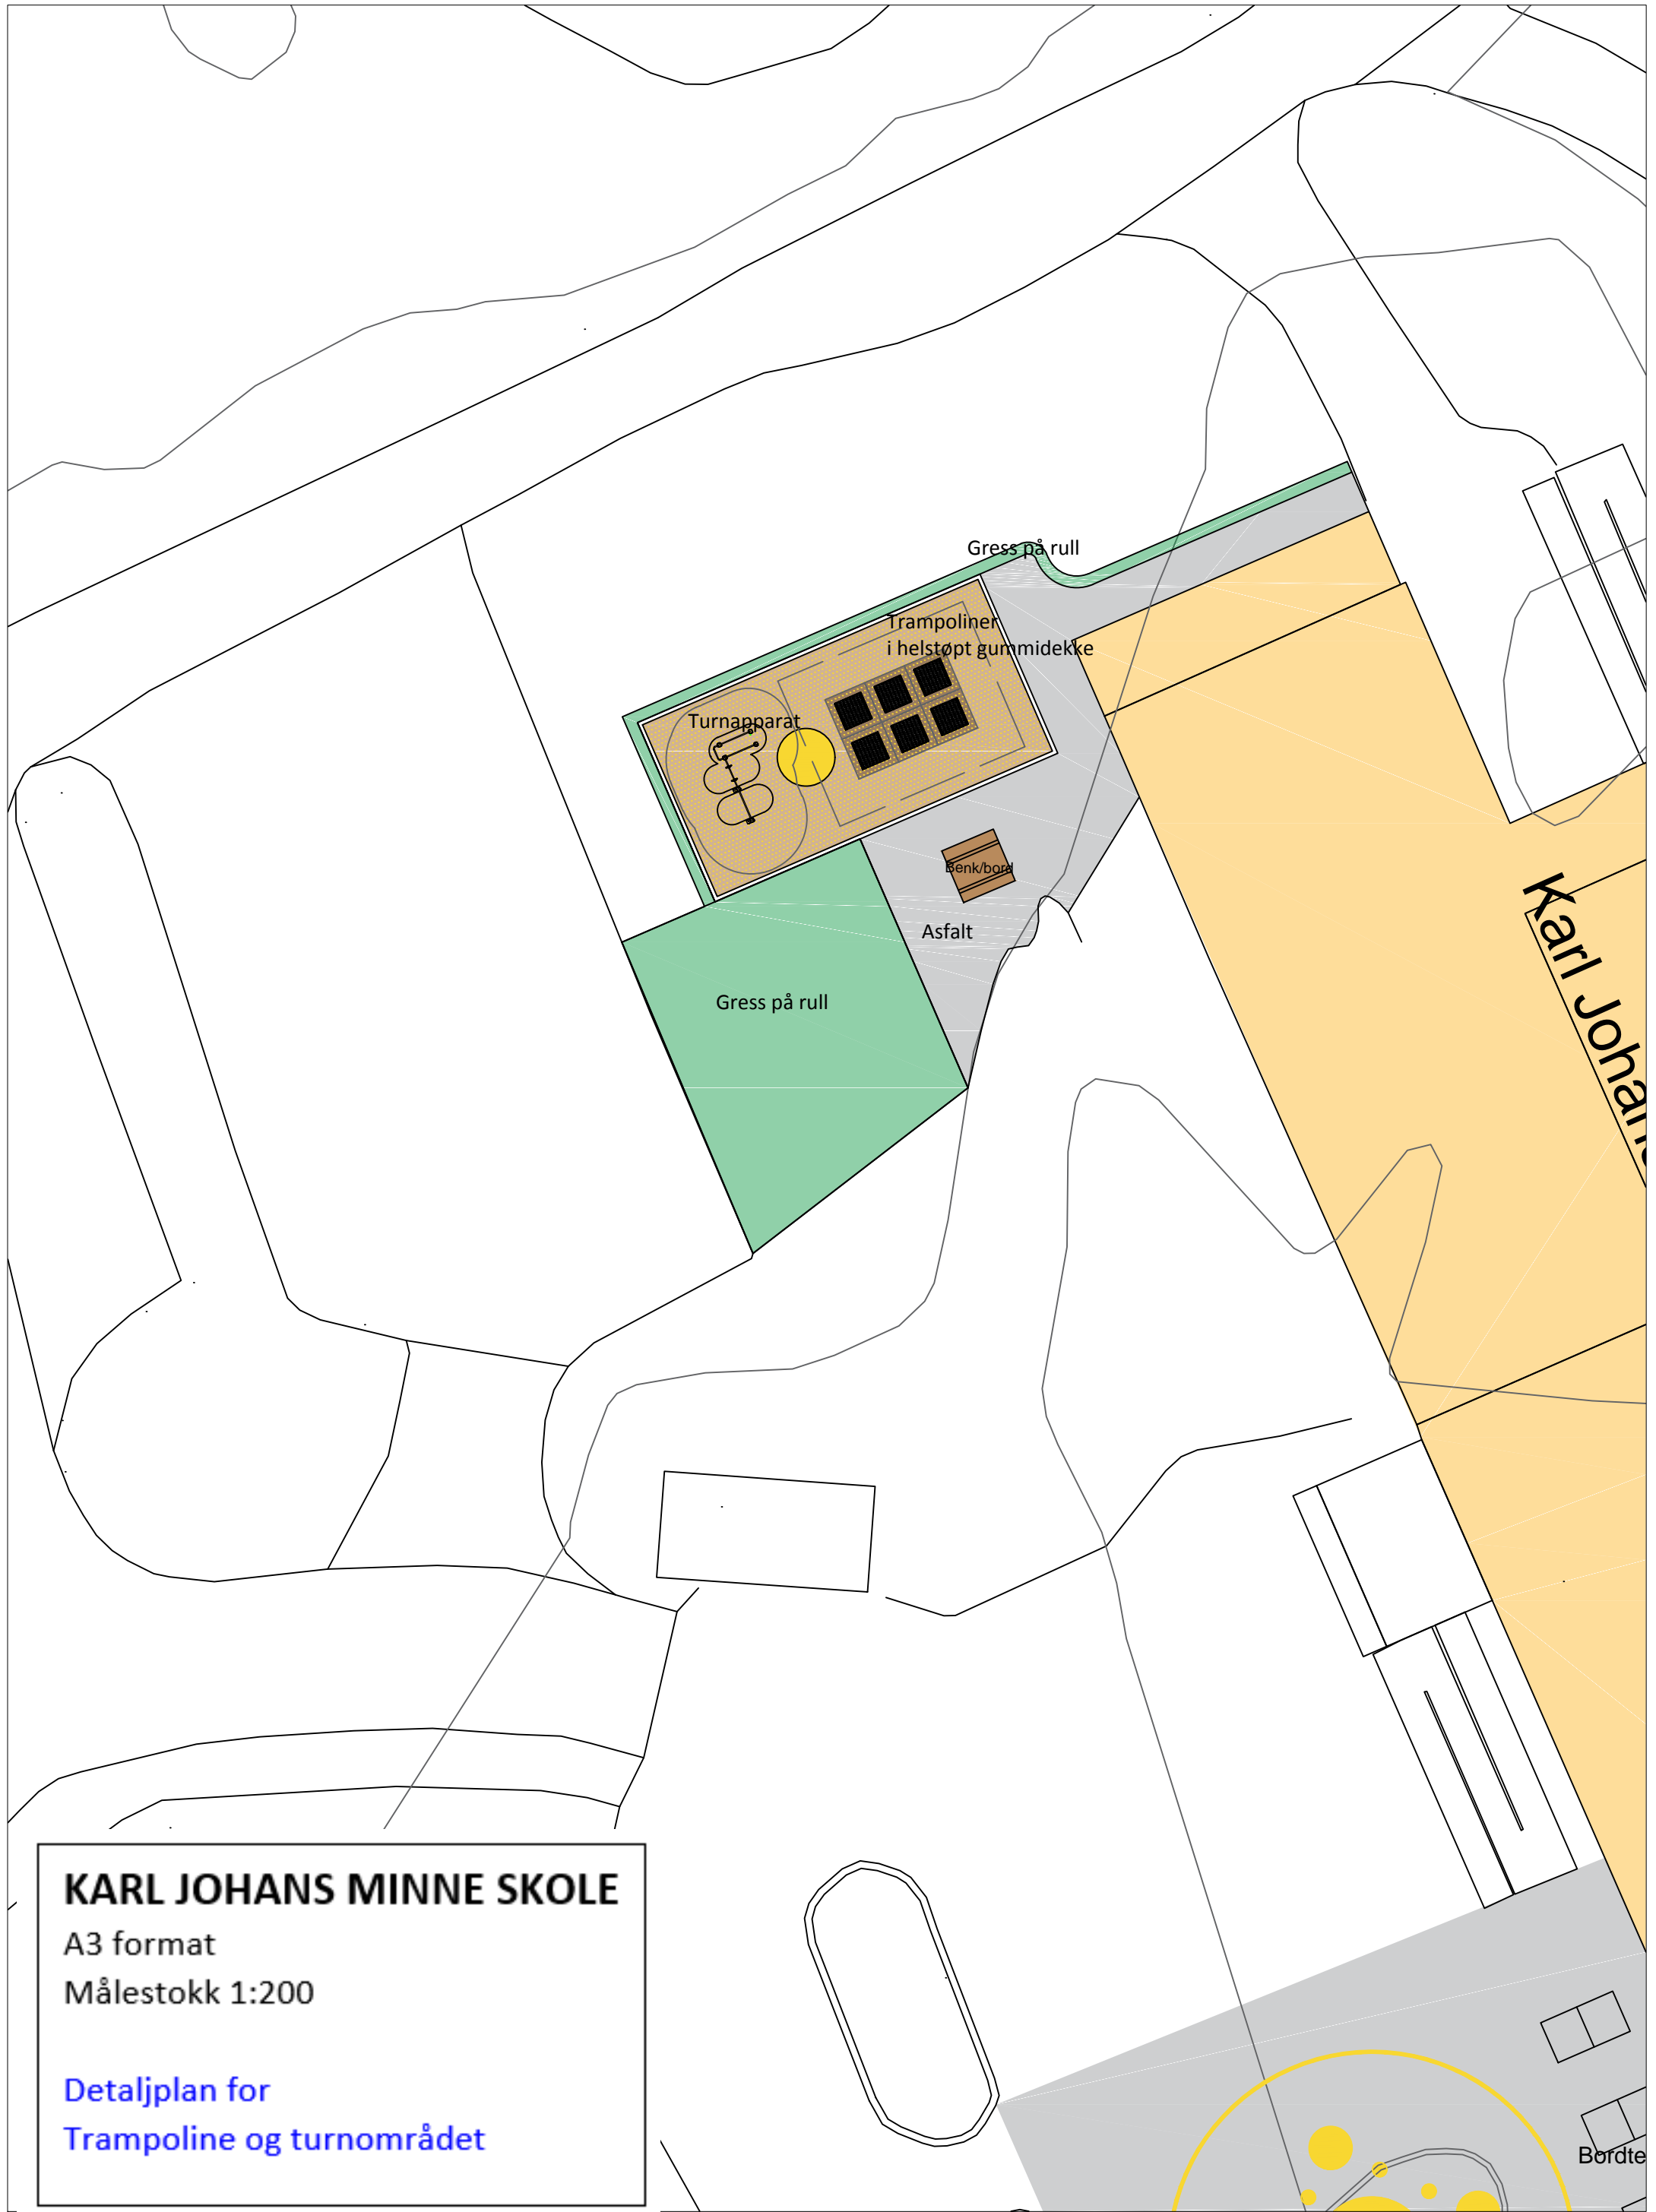 Gress på rull
Trampoliner
i helstøpt gummidekke
Turnapparat
Benk/bord
Asfalt
Gress på rull
Karl Johans
KARL JOHANS MINNE SKOLE
A3 format
Målestokk 1:200
Detaljplan for
Trampoline og turnområdet
Bordte